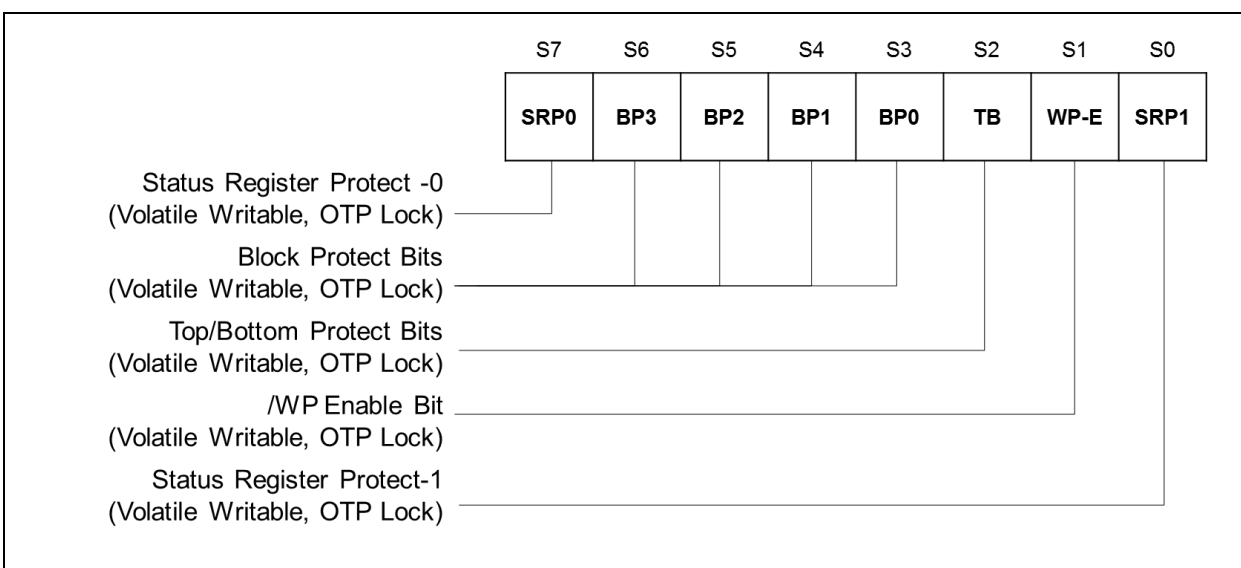 S7 S6 S5 S4 S3 S2 S1 S0
SRP0 BP3 BP2 BP1 BP0 TB WP-E SRP1
Status Register Protect -0
(Volatile Writable, OTP Lock)
Block Protect Bits
(Volatile Writable, OTP Lock)
Top/Bottom Protect Bits
(Volatile Writable, OTP Lock)
/WP Enable Bit
(Volatile Writable, OTP Lock)
Status Register Protect-1
(Volatile Writable, OTP Lock)